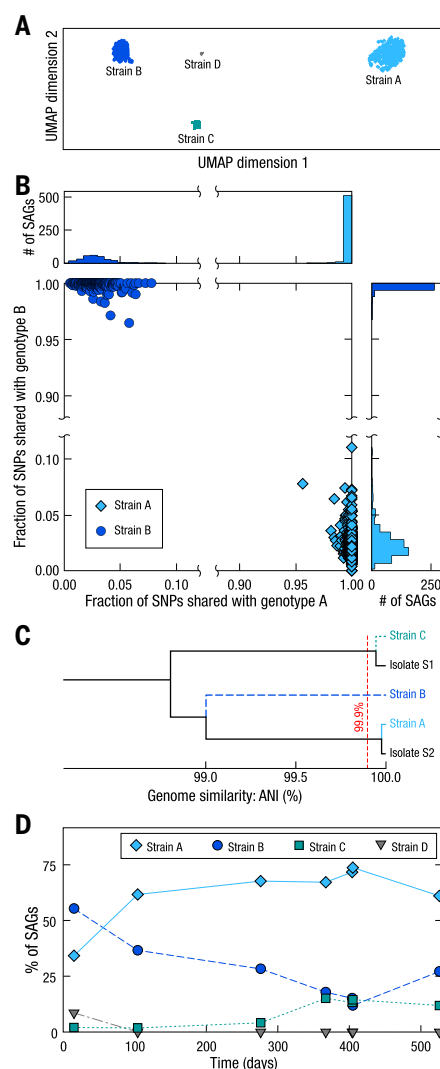 A
UMAP dimension 2
Strain B
Strain D
Strain A
Strain C
UMAP dimension 1
B
# of SAGs
500
250
0
Fraction of SNPs shared with genotype B
1.00
0.95
0.90
0.10
0.05
0.00
Strain A
Strain B
0.00
0.05
0.10
0.90
0.95
1.00
0
250
Fraction of SNPs shared with genotype A
# of SAGs
C
Strain C
Isolate S1
Strain B
99.9%
Strain A
Isolate S2
99.0
99.5
100.0
Genome similarity: ANI (%)
D
Strain A
Strain B
Strain C
Strain D
% of SAGs
75
50
25
0
0
100
200
300
400
500
Time (days)